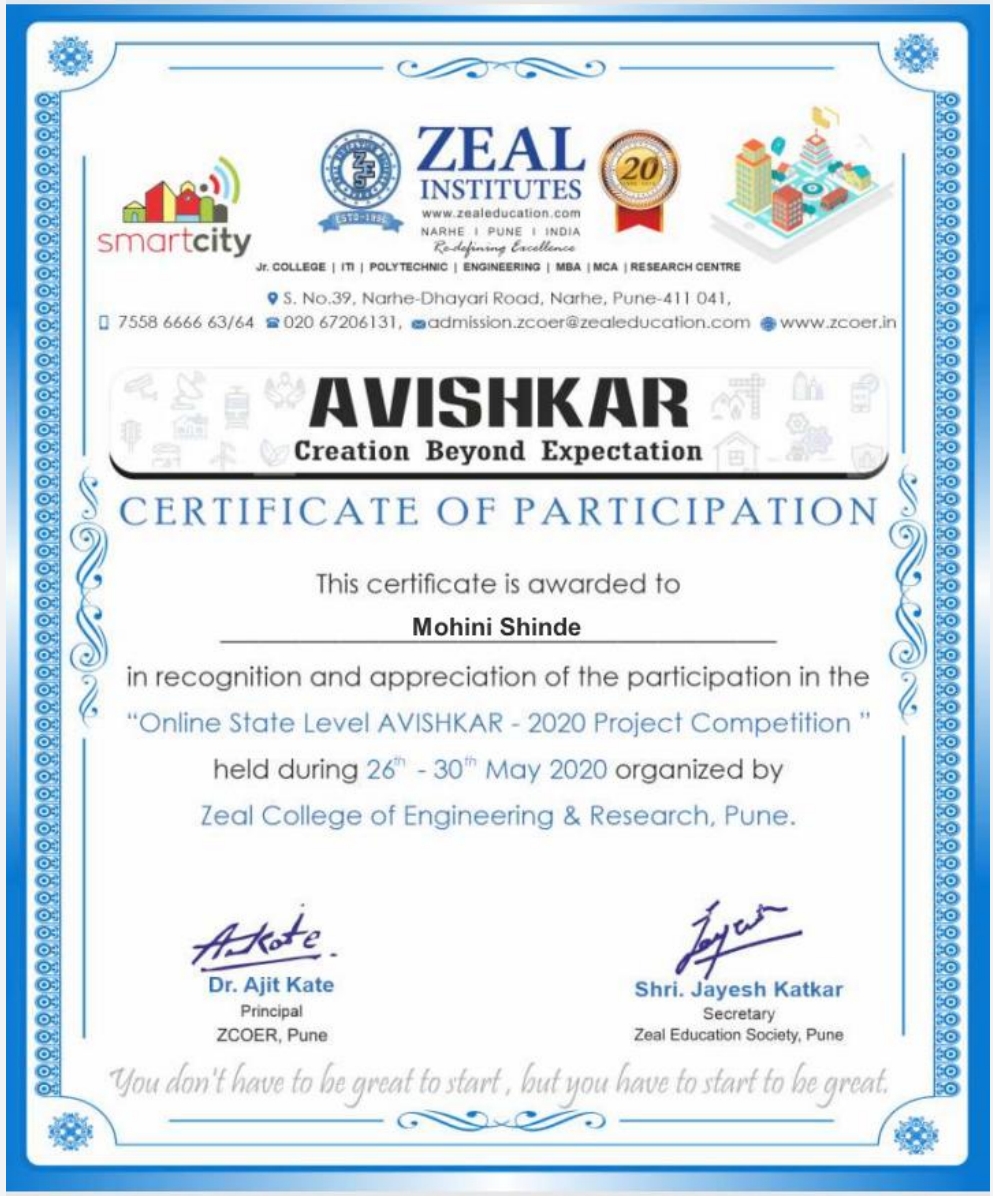 smartcity
ZES
ESTD-1996
ZEAL
INSTITUTES
www.zealeducation.com
NARHE | PUNE | INDIA
Redefining Excellence
20
Jr. COLLEGE | ITI | POLYTECHNIC | ENGINEERING | MBA | MCA | RESEARCH CENTRE
S. No.39, Narhe-Dhayari Road, Narhe, Pune-411 041,
7558 6666 63/64 020 67206131, admission.zcoer@zealeducation.com www.zcoer.in
AVISHKAR
Creation Beyond Expectation
CERTIFICATE OF PARTICIPATION
This certificate is awarded to
Mohini Shinde
in recognition and appreciation of the participation in the
“Online State Level AVISHKAR - 2020 Project Competition ”
held during 26th - 30th May 2020 organized by
Zeal College of Engineering & Research, Pune.
Dr. Ajit Kate
Principal
ZCOER, Pune
Shri. Jayesh Katkar
Secretary
Zeal Education Society, Pune
You don't have to be great to start , but you have to start to be great.